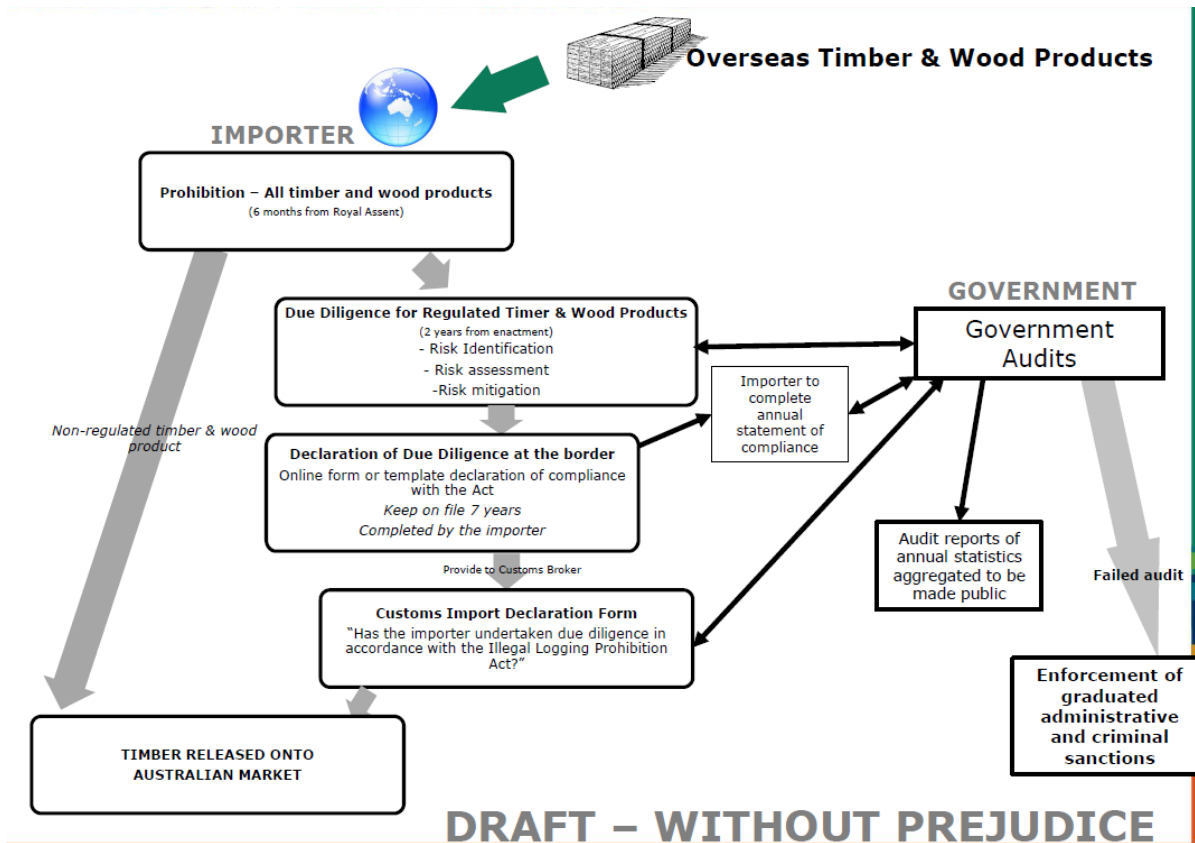 Overseas Timber & Wood Products
IMPORTER
Prohibition – All timber and wood products
(6 months from Royal Assent)
Due Diligence for Regulated Timer & Wood Products
(2 years from enactment)
- Risk Identification
- Risk assessment
-Risk mitigation
GOVERNMENT
Government
Audits
Importer to
complete
annual
statement of
compliance
Non-regulated timber & wood
product
Declaration of Due Diligence at the border
Online form or template declaration of compliance
with the Act
Keep on file 7 years
Completed by the importer
Audit reports of
annual statistics
aggregated to be
made public
Failed audit
Provide to Customs Broker
Customs Import Declaration Form
“Has the importer undertaken due diligence in
accordance with the Illegal Logging Prohibition
Act?”
Enforcement of
graduated
administrative
and criminal
sanctions
TIMBER RELEASED ONTO
AUSTRALIAN MARKET
DRAFT – WITHOUT PREJUDICE